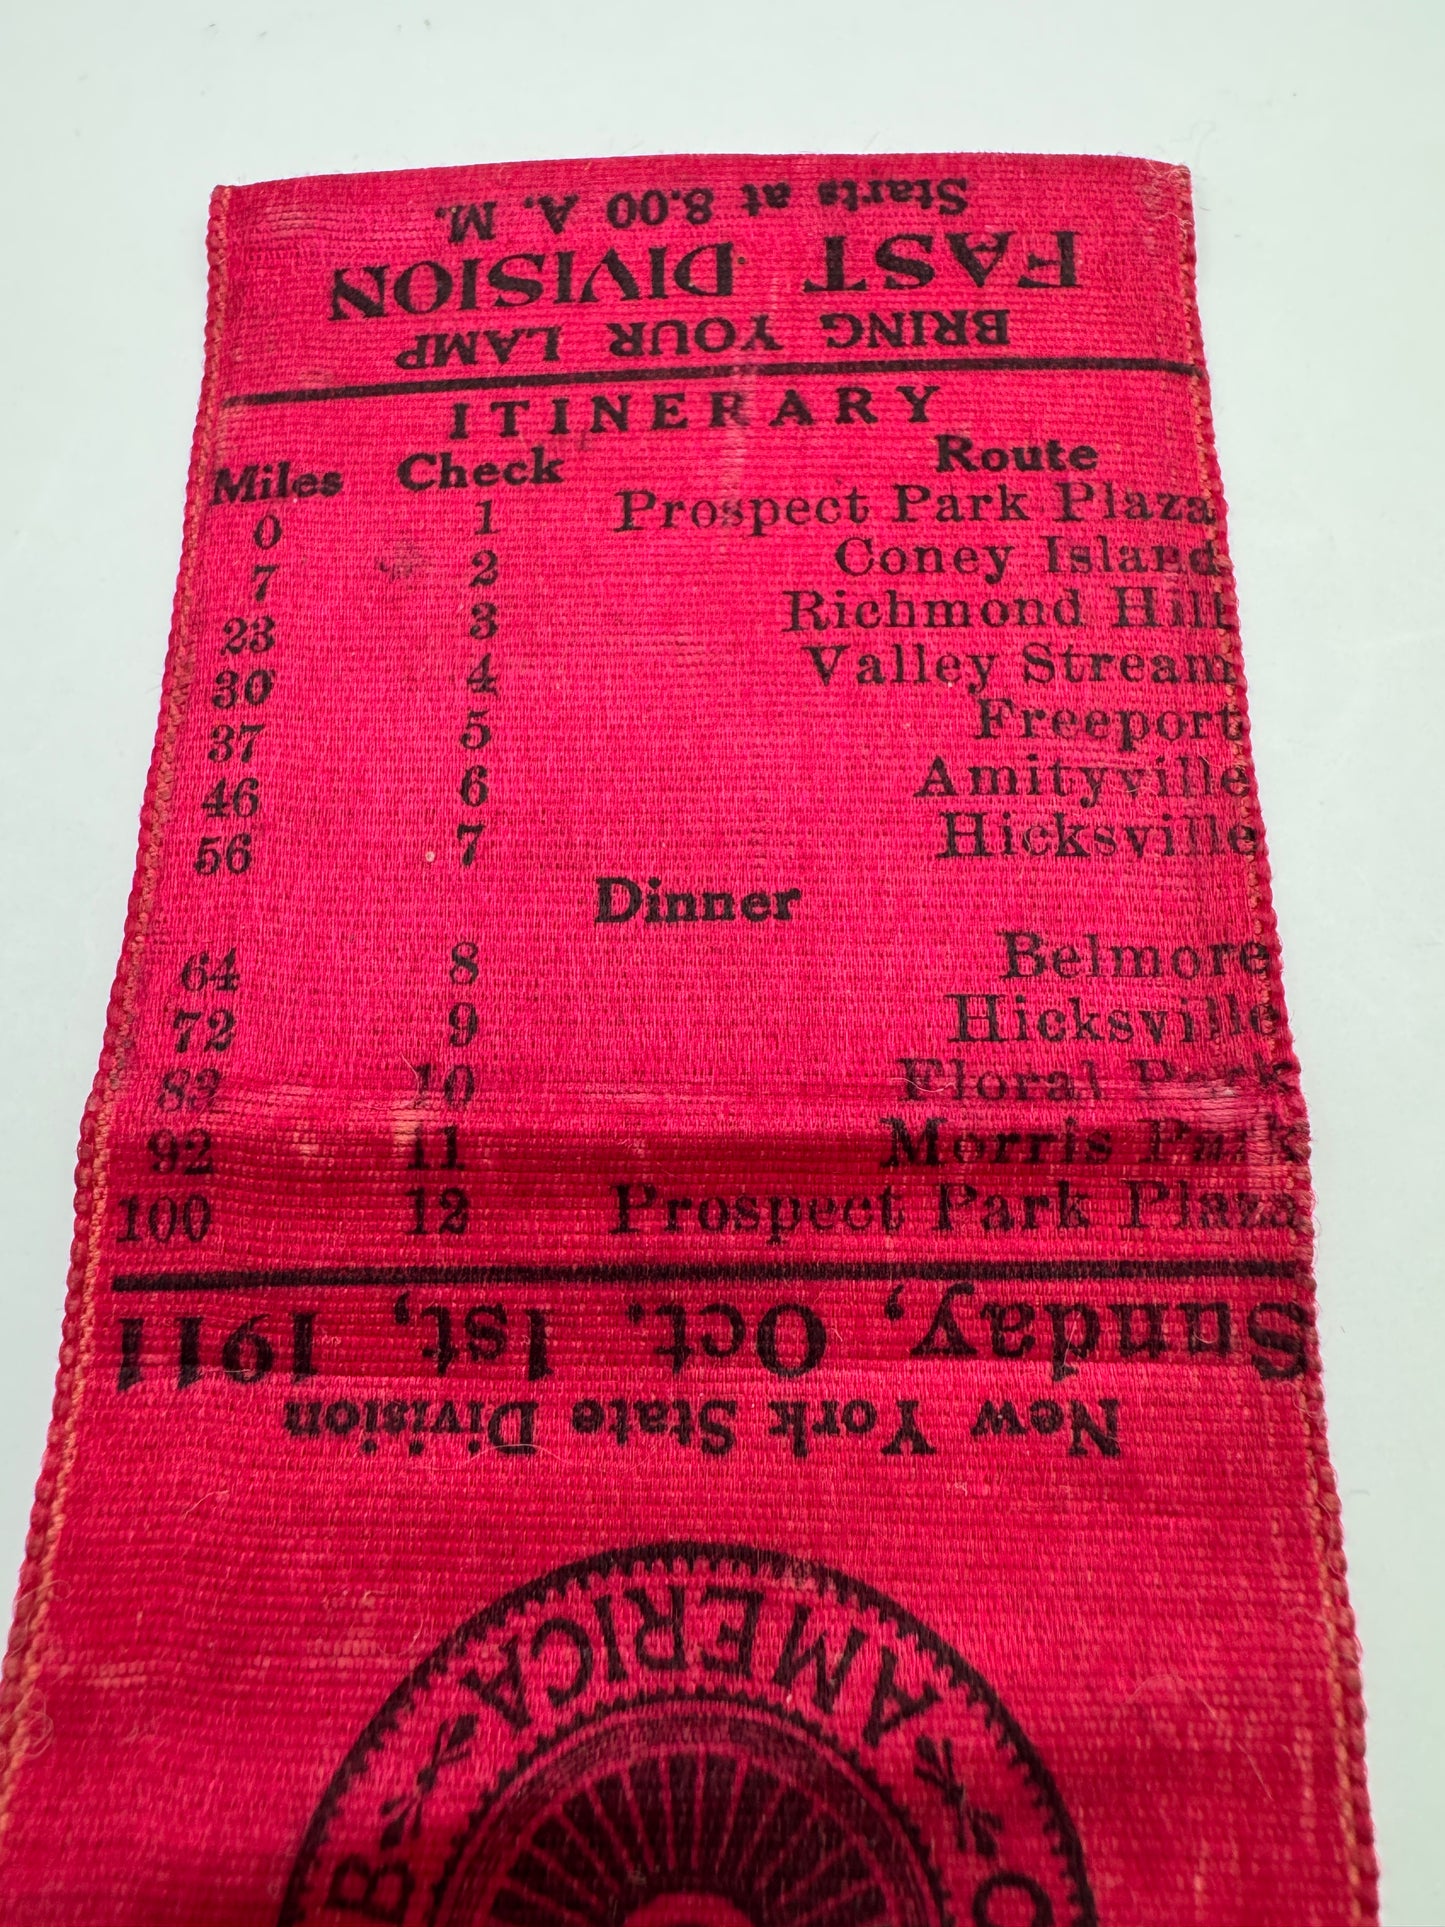 Starts at 8.00 A. M.
FAST DIVISION
BRING YOUR LAMP
ITINERARY
Miles Check Route
0 1 Prospect Park Plaza
7 2 Coney Island
23 3 Richmond Hill
30 4 Valley Stream
37 5 Freeport
46 6 Amityville
56 7 Hicksville
Dinner
64 8 Belmore
72 9 Hicksville
83 10 Floral Park
92 11 Morris Park
100 12 Prospect Park Plaza
Sunday, Oct. 1st, 1911
New York State Division
AMERICA